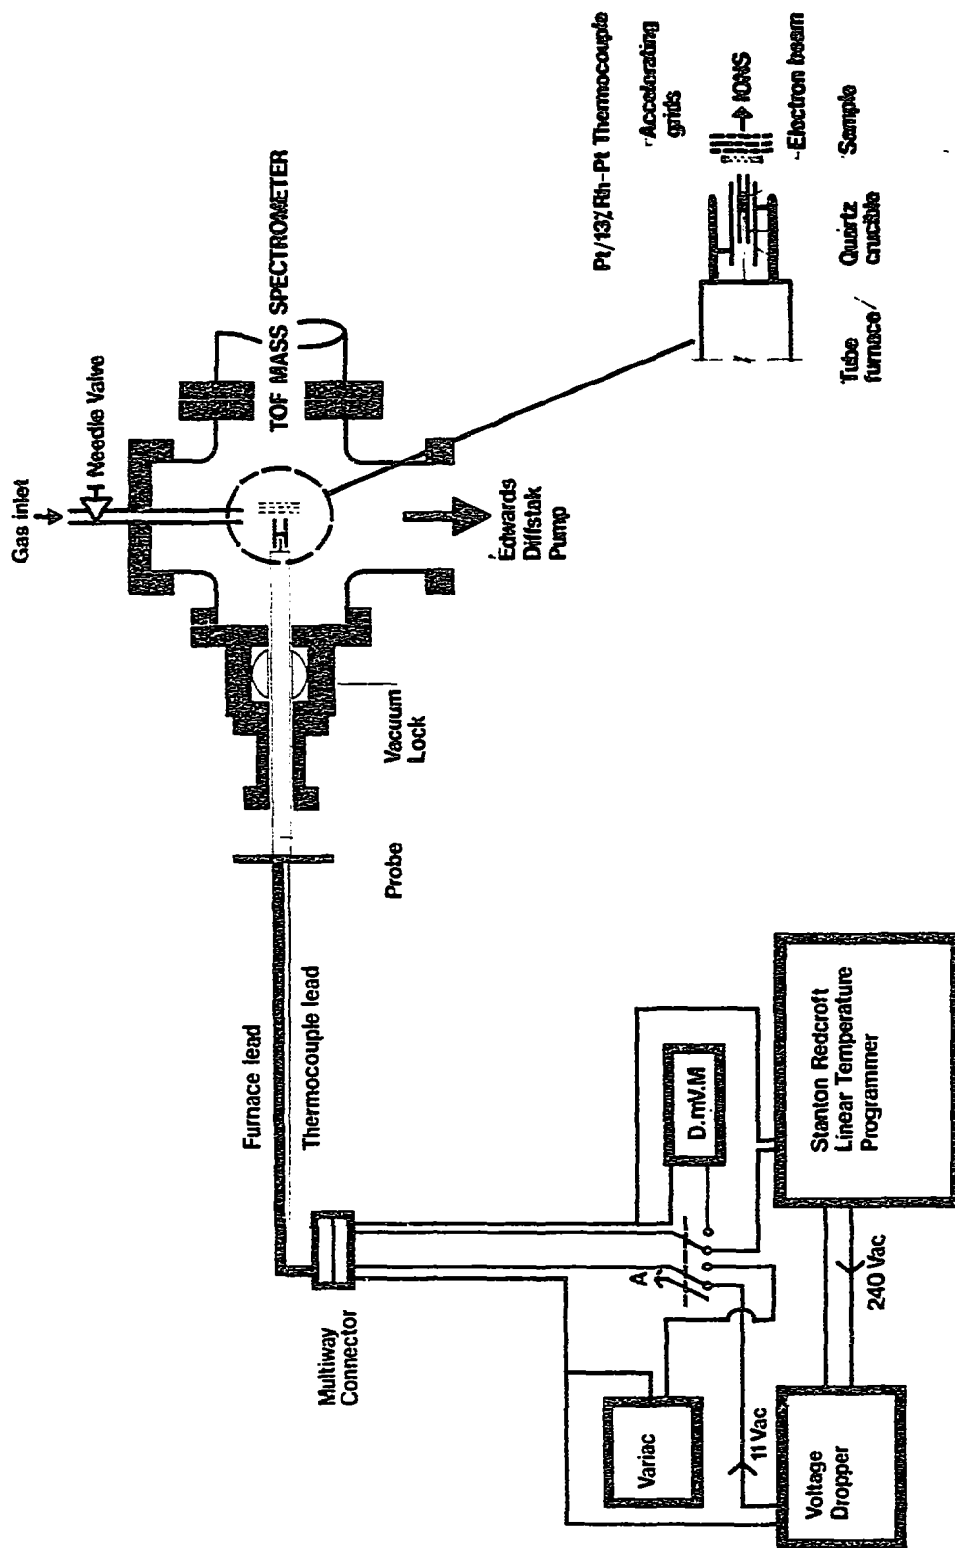 Gas inlet
Needle Valve
TOF MASS SPECTROMETER
Edwards
Diffstak
Pump
Vacuum
Lock
Probe
Furnace lead
Thermocouple lead
Multiway
Connector
Pt/13% Rh-Pt Thermocouple
Accelerating
grids
IONS
Electron beam
Sample
Quartz
crucible
Tube
furnace
A
D.mV.M
Variac
11 Vac
240 Vac
Voltage
Dropper
Stanton Redcroft
Linear Temperature
Programmer